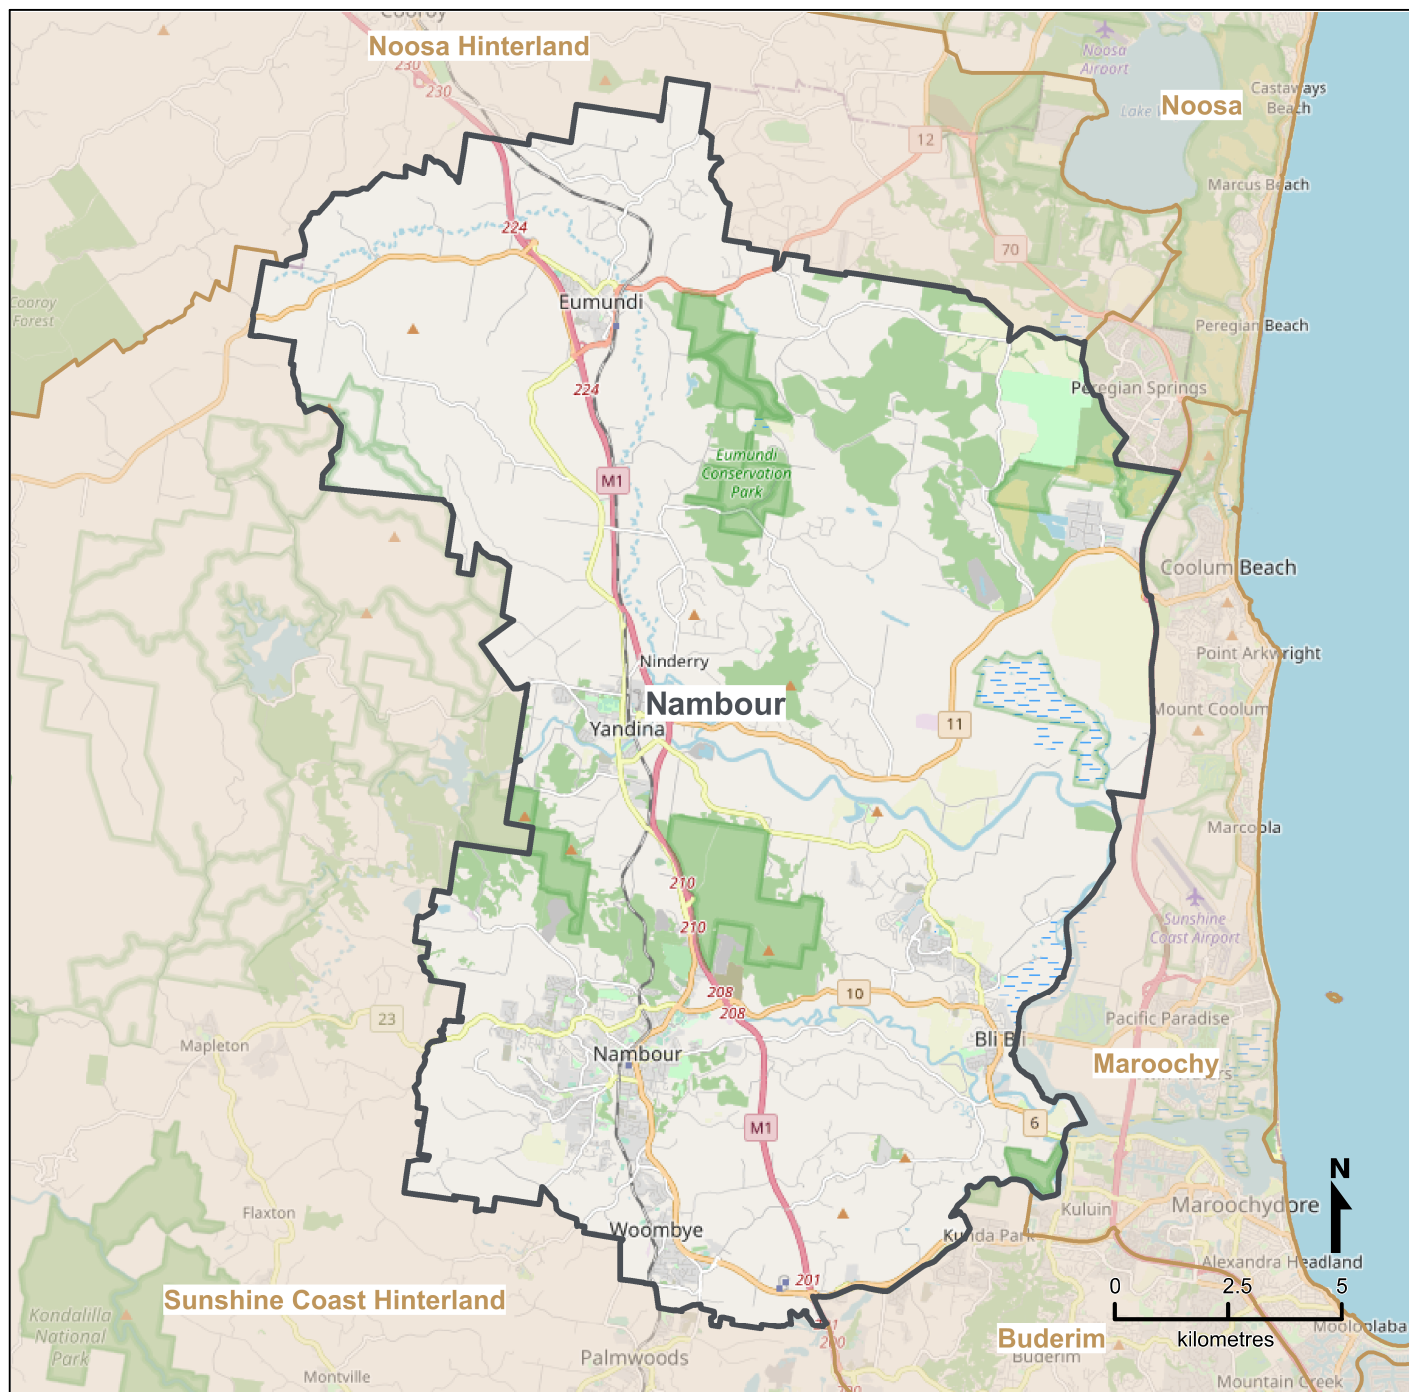 Cooroy
Noosa Hinterland
230
230
Noosa
Airport
Castaways
Beach
Noosa
Lake
12
Marcus Beach
224
70
Cooroy
Forest
Eumundi
Peregian Beach
224
Peregian Springs
Eumundi
Conservation
Park
M1
Coolum Beach
Ninderry
Point Arkwright
Nambour
Mount Coolum
Yandina
11
Marcoola
210
210
Sunshine
Coast Airport
208
208
10
23
Pacific Paradise
Mapleton
Nambour
Bli Bli
Maroochy
M1
6
N
Flaxton
Kuluin
Maroochydore
Woombye
Kunda Park
Alexandra Headland
201
0 2.5 5
kilometres
Sunshine Coast Hinterland
Kondalilla
National
Park
200
Mooloolaba
Buderim
Buderim
Palmwoods
Montville
Mountain Creek